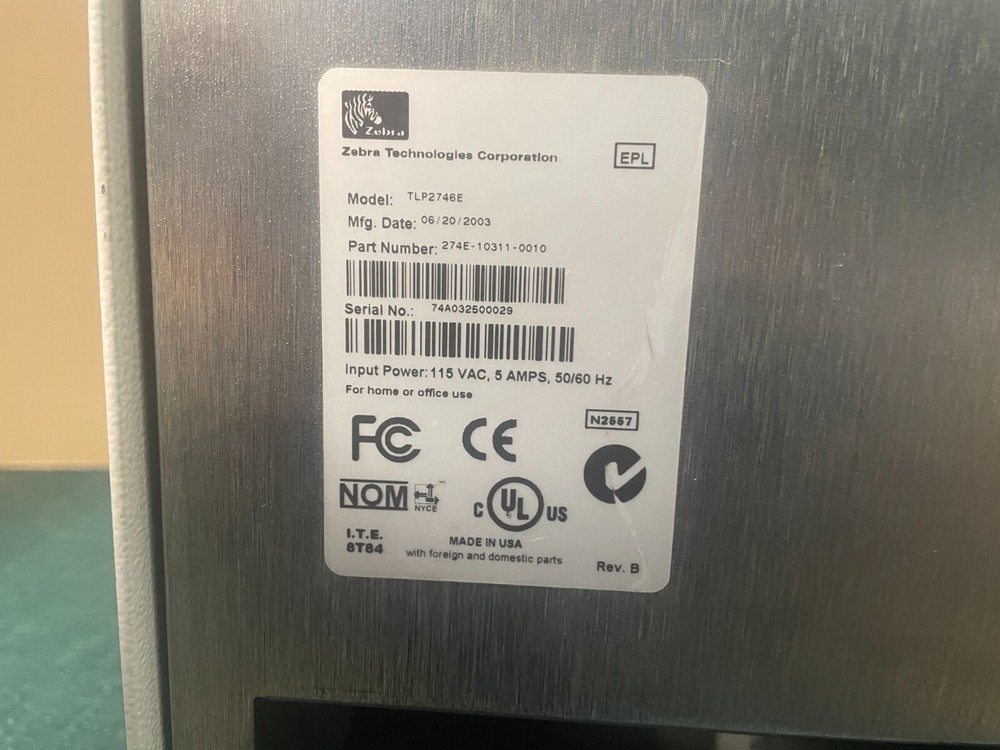 Zebra
Zebra Technologies Corporation
EPL
Model: TLP2746E
Mfg. Date: 06/20/2003
Part Number: 274E-10311-0010
Serial No.: 74A032500029
Input Power: 115 VAC, 5 AMPS, 50/60 Hz
For home or office use
FC CE
N2557
NOM NYCE
C UL US
I.T.E.
8T84
MADE IN USA
with foreign and domestic parts
Rev. B